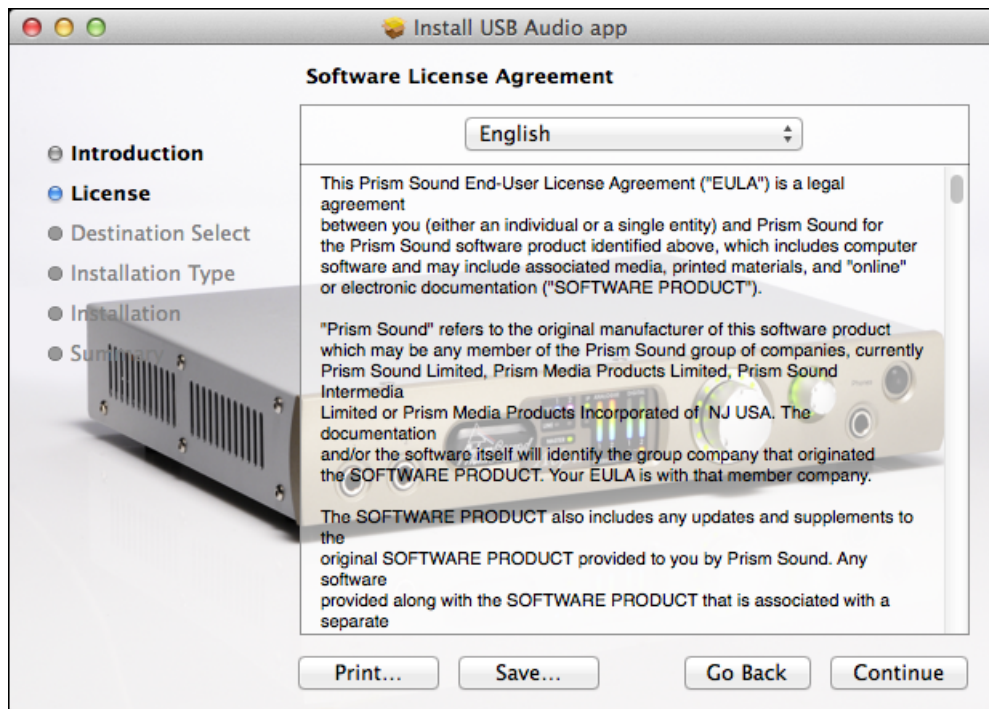 Install USB Audio app
Software License Agreement
English
Introduction
License
Destination Select
Installation Type
Installation
Summary
This Prism Sound End-User License Agreement ("EULA") is a legal
agreement
between you (either an individual or a single entity) and Prism Sound for
the Prism Sound software product identified above, which includes computer
software and may include associated media, printed materials, and "online"
or electronic documentation ("SOFTWARE PRODUCT").
"Prism Sound" refers to the original manufacturer of this software product
which may be any member of the Prism Sound group of companies, currently
Prism Sound Limited, Prism Media Products Limited, Prism Sound
Intermedia
Limited or Prism Media Products Incorporated of  NJ USA. The
documentation
and/or the software itself will identify the group company that originated
the SOFTWARE PRODUCT. Your EULA is with that member company.
The SOFTWARE PRODUCT also includes any updates and supplements to
the
original SOFTWARE PRODUCT provided to you by Prism Sound. Any
software
provided along with the SOFTWARE PRODUCT that is associated with a
separate
Print...
Save...
Go Back
Continue